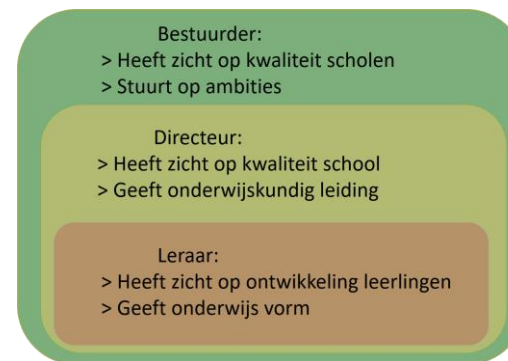 Bestuurder:
> Heeft zicht op kwaliteit scholen
> Stuurt op ambities
Directeur:
> Heeft zicht op kwaliteit school
> Geeft onderwijskundig leiding
Leraar:
> Heeft zicht op ontwikkeling leerlingen
> Geeft onderwijs vorm